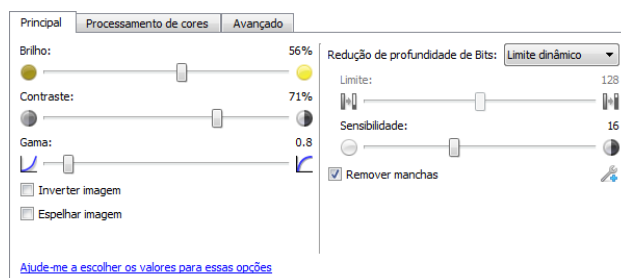 Principal Processamento de cores Avançado
Brilho: 56%
Contraste: 71%
Gama: 0.8
Inverter imagem
Espelhar imagem
Ajude-me a escolher os valores para essas opções
Redução de profundidade de Bits: Limite dinâmico
Limite: 128
Sensibilidade: 16
Remover manchas